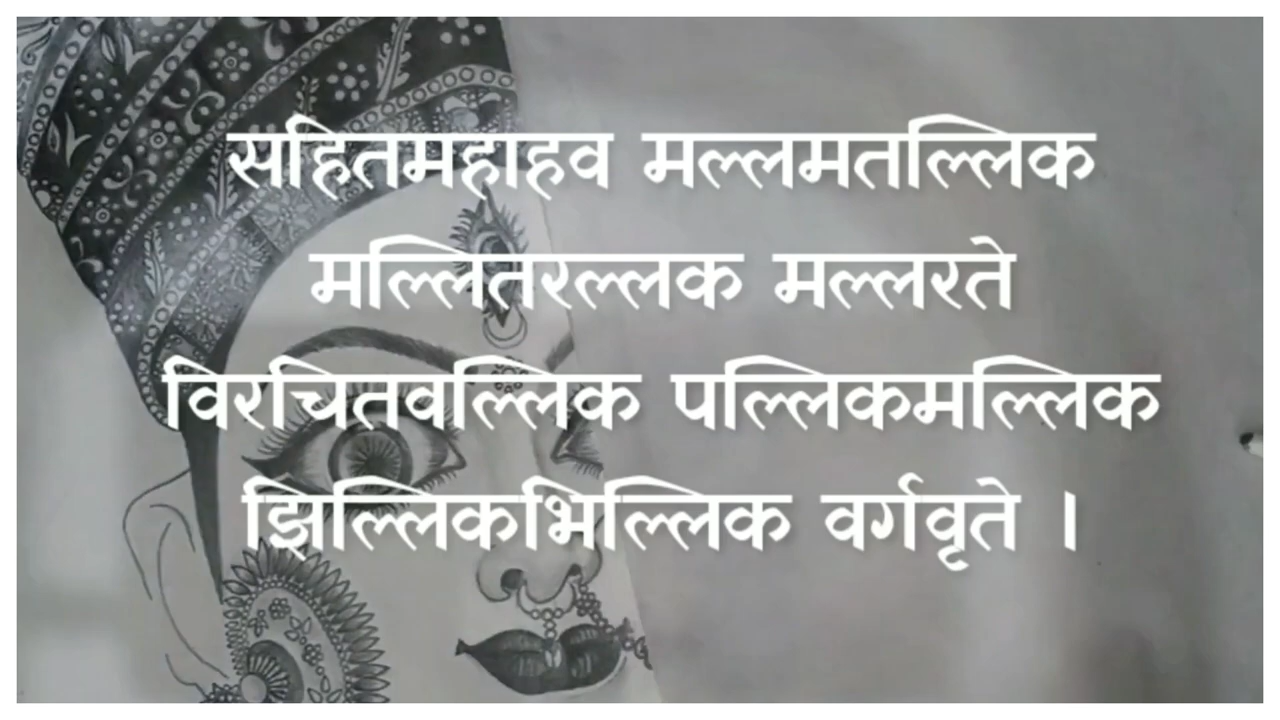 सहितमहाहव मल्लमतल्लिक
मल्लितरल्लक मल्लरते
विरचितवल्लिक पल्लिकमल्लिक
झिल्लिकभिल्लिक वर्गवृते ।